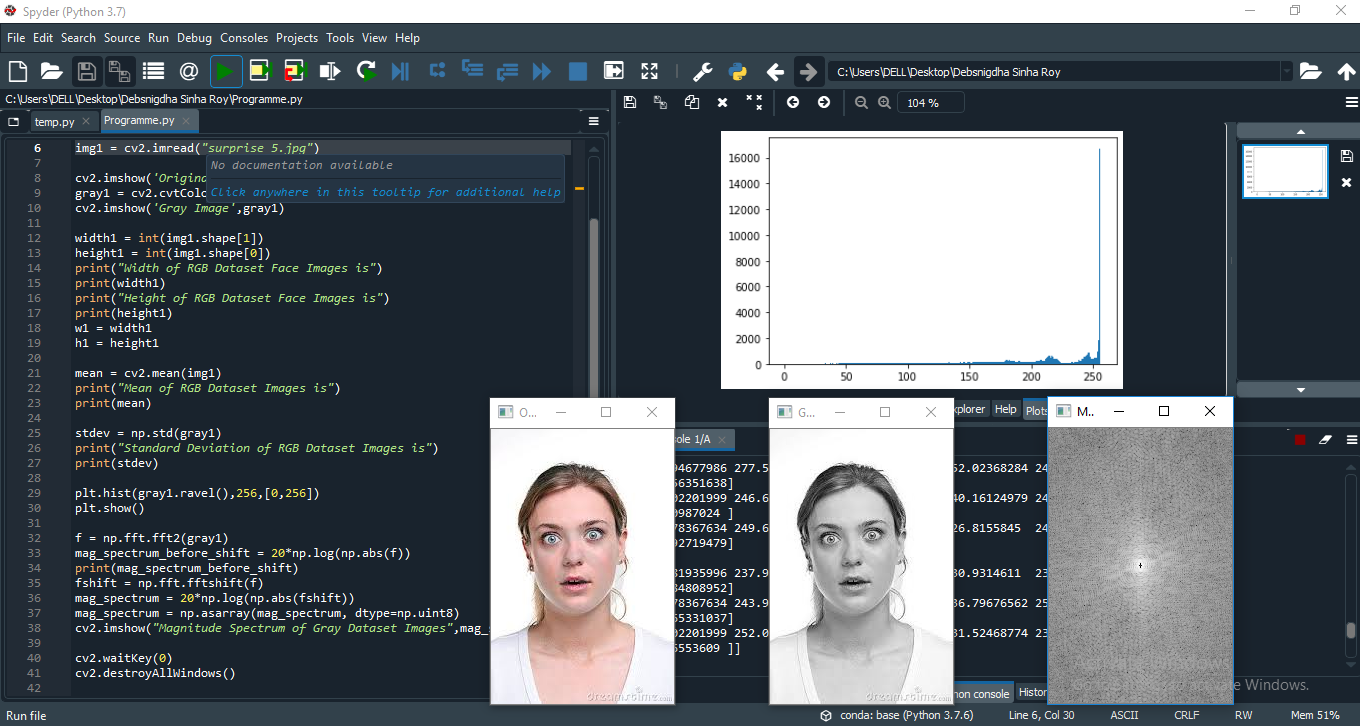 Spyder (Python 3.7)
File Edit Search Source Run Debug Consoles Projects Tools View Help
C:\Users\DELL\Desktop\Debsnigdha Sinha Roy
C:\Users\DELL\Desktop\Debsnigdha Sinha Roy\Programme.py
temp.py
Programme.py
104 %
6 img1 = cv2.imread("surprise 5.jpg")
No documentation available
7
8 cv2.imshow('Origina
Click anywhere in this tooltip for additional help
9 gray1 = cv2.cvtColo
10 cv2.imshow('Gray Image',gray1)
11
12 width1 = int(img1.shape[1])
13 height1 = int(img1.shape[0])
14 print("Width of RGB Dataset Face Images is")
15 print(width1)
16 print("Height of RGB Dataset Face Images is")
17 print(height1)
18 w1 = width1
19 h1 = height1
20
21 mean = cv2.mean(img1)
22 print("Mean of RGB Dataset Images is")
23 print(mean)
24
25 stdev = np.std(gray1)
26 print("Standard Deviation of RGB Dataset Images is")
27 print(stdev)
28
29 plt.hist(gray1.ravel(),256,[0,256])
30 plt.show()
31
32 f = np.fft.fft2(gray1)
33 mag_spectrum_before_shift = 20*np.log(np.abs(f))
34 print(mag_spectrum_before_shift)
35 fshift = np.fft.fftshift(f)
36 mag_spectrum = 20*np.log(np.abs(fshift))
37 mag_spectrum = np.asarray(mag_spectrum, dtype=np.uint8)
38 cv2.imshow("Magnitude Spectrum of Gray Dataset Images",mag_s
39
40 cv2.waitKey(0)
41 cv2.destroyAllWindows()
42
16000
14000
12000
10000
8000
6000
4000
2000
0
0 50 100 150 200 250
xplorer Help Plots
O...
G...
M..
sole 1/A
94677986 277.5
52.02368284 24
56351638]
02201999 246.6
40.16124979 24
0987024 ]
78367634 249.6
26.8155845 23
92719479]
81935996 237.9
30.9314611 23
34808952]
78367634 243.9
36.79676562 25
65331037]
02201999 252.0
31.52468774 23
6553609 ]]
dreamstime.com
dreamstime.com
hon console
Histor
ate Windows.
Run file
conda: base (Python 3.7.6) Line 6, Col 30 ASCII CRLF RW Mem 51%